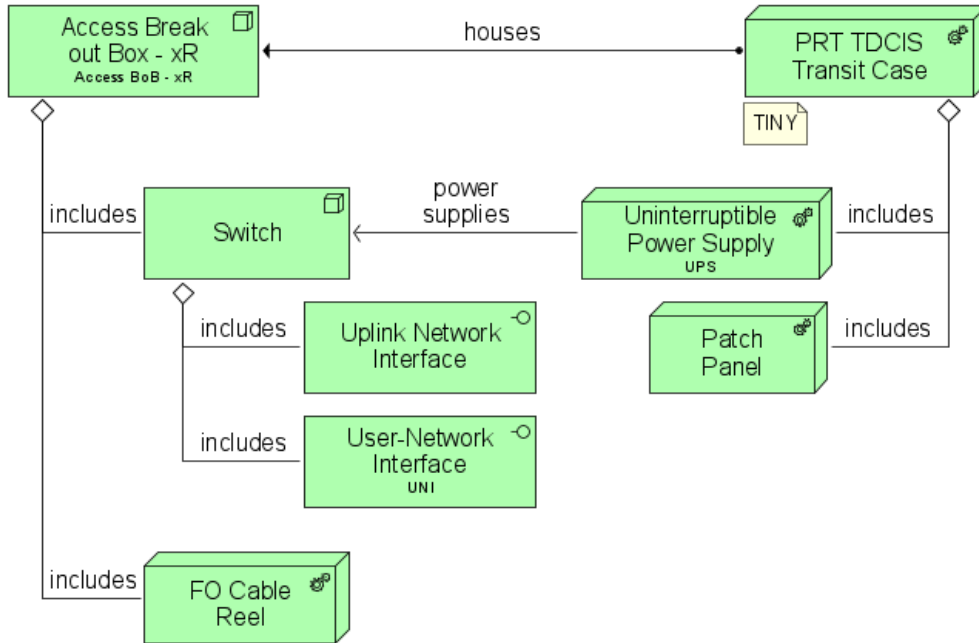 Access Break
out Box - xR
Access BoB - xR
houses
PRT TDCIS
Transit Case
TINY
includes
Switch
power
supplies
Uninterruptible
Power Supply
UPS
includes
includes
Uplink Network
Interface
Patch
Panel
includes
includes
User-Network
Interface
UNI
includes
FO Cable
Reel